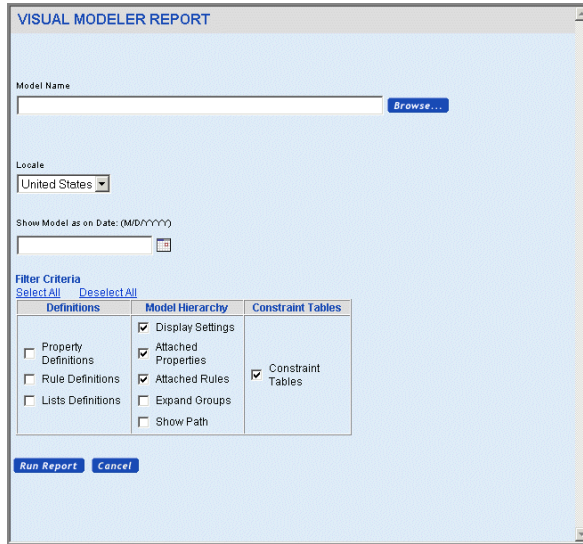 VISUAL MODELER REPORT
Model Name
Browse...
Locale
United States
Show Model as on Date: (M/D/YYYY)
Filter Criteria
Select All Deselect All
Definitions Model Hierarchy Constraint Tables
Property Definitions
Rule Definitions
Lists Definitions
Display Settings
Attached Properties
Attached Rules
Expand Groups
Show Path
Constraint Tables
Run Report Cancel